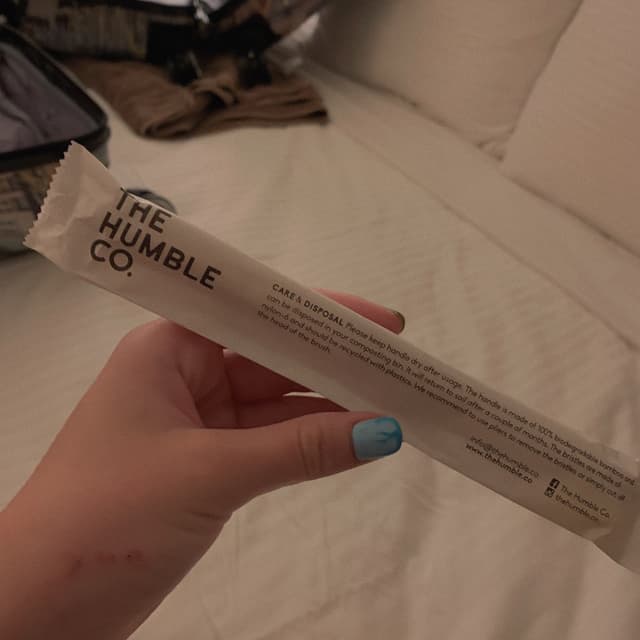 THE
HUMBLE
CO.
CARE & DISPOSAL Please keep handle dry after usage. The handle is made of 100% biodegradable bamboo and
can be disposed in your composting bin. It will return to soil after a couple of months. The bristles are made of
nylon-6 and should be recycled with plastics. We recommend to use pliers to remove the bristles or simply cut off
the head of the brush.
info@thehumble.co
www.thehumble.co
The Humble Co.
thehumbleco